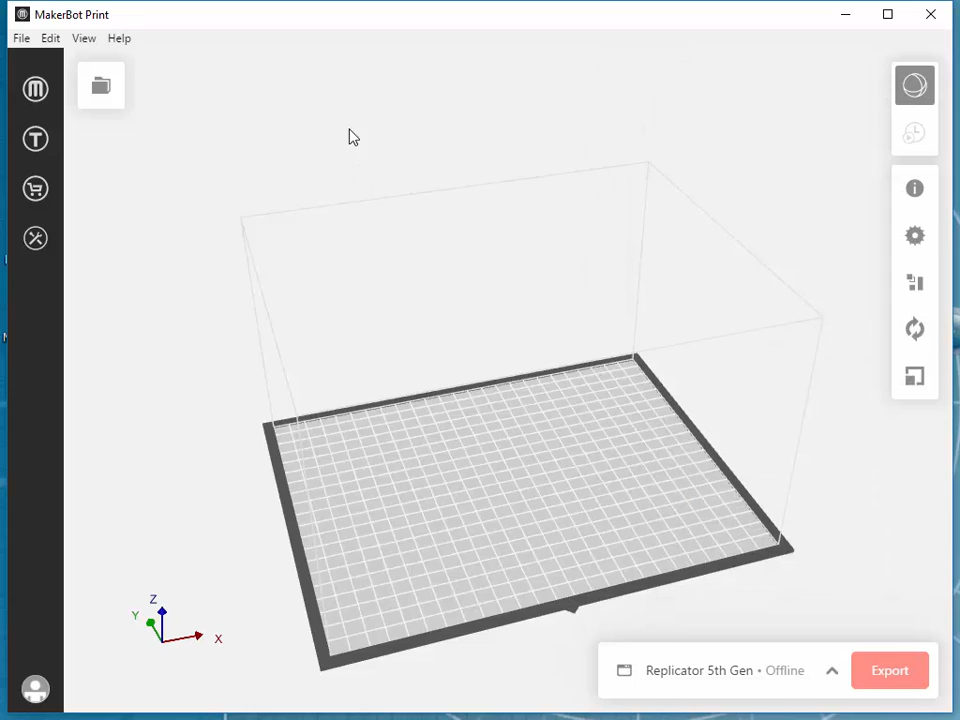 MakerBot Print
File Edit View Help
Z
Y
X
Replicator 5th Gen • Offline
Export